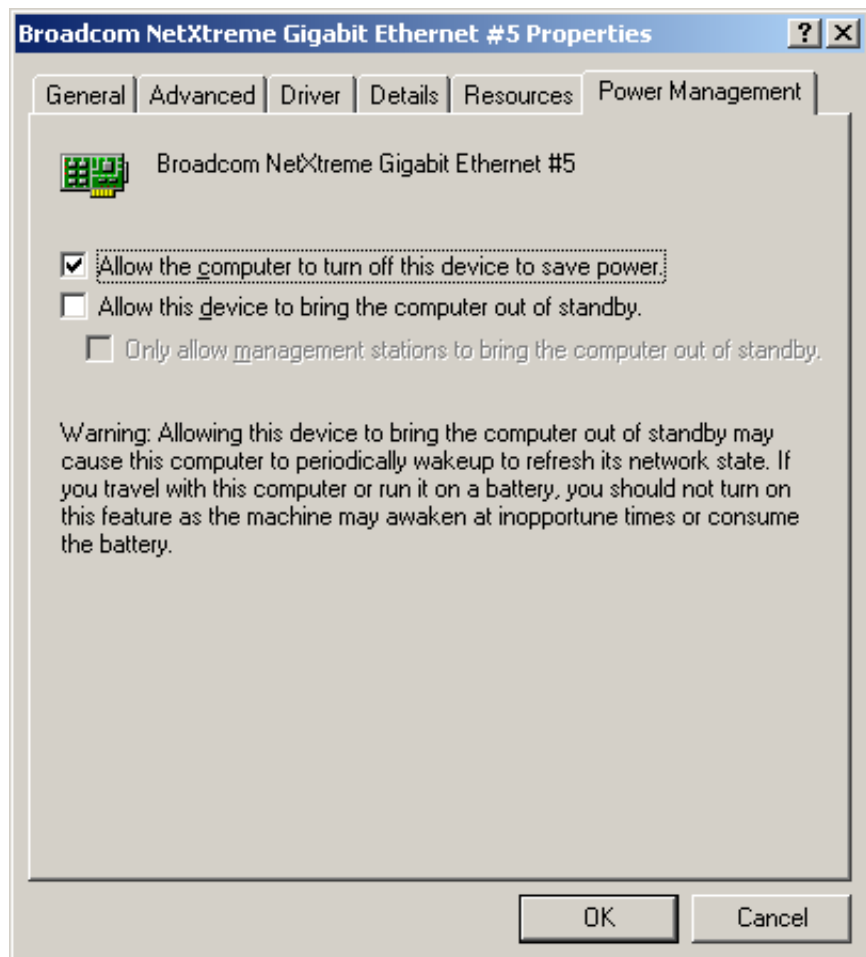 Broadcom NetXtreme Gigabit Ethernet #5 Properties
General Advanced Driver Details Resources Power Management
Broadcom NetXtreme Gigabit Ethernet #5
Allow the computer to turn off this device to save power.
Allow this device to bring the computer out of standby.
Only allow management stations to bring the computer out of standby.
Warning: Allowing this device to bring the computer out of standby may
cause this computer to periodically wakeup to refresh its network state. If
you travel with this computer or run it on a battery, you should not turn on
this feature as the machine may awaken at inopportune times or consume
the battery.
OK Cancel